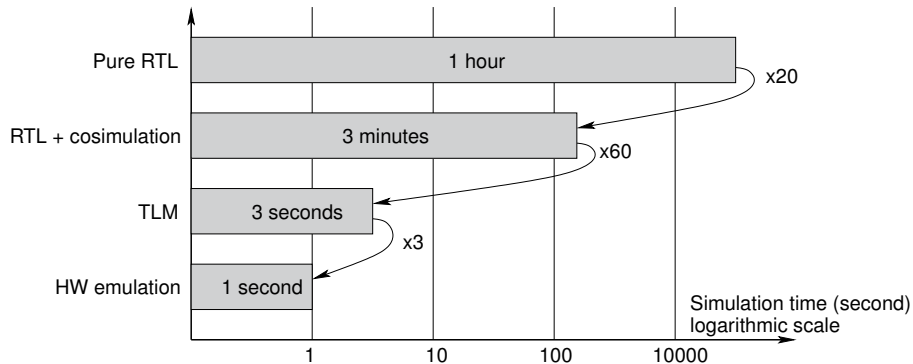 Pure RTL
1 hour
x20
RTL + cosimulation
3 minutes
x60
TLM
3 seconds
x3
HW emulation
1 second
Simulation time (second)
logarithmic scale
1
10
100
10000